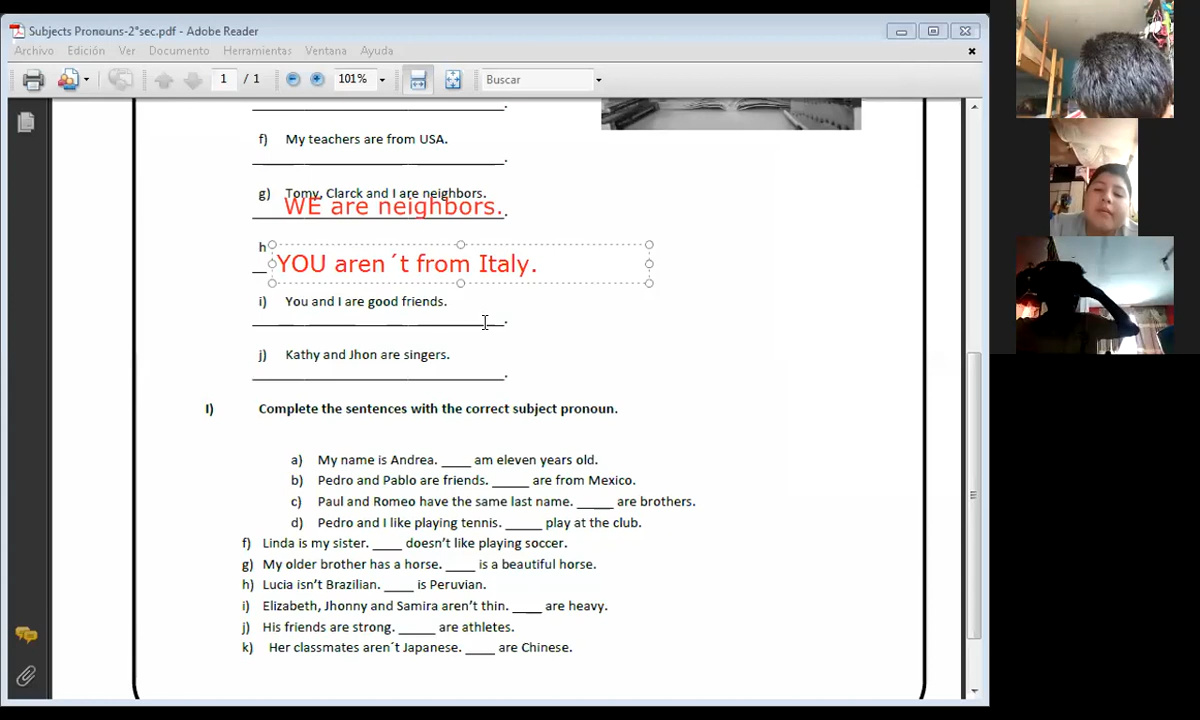 Subjects Pronouns-2°sec.pdf - Adobe Reader
Archivo Edición Ver Documento Herramientas Ventana Ayuda
1 / 1 101% Buscar
f) My teachers are from USA.
g) Tomy, Clarck and I are neighbors.
WE are neighbors.
h
YOU aren´t from Italy.
i) You and I are good friends.
j) Kathy and Jhon are singers.
I) Complete the sentences with the correct subject pronoun.
a) My name is Andrea. ____ am eleven years old.
b) Pedro and Pablo are friends. _____ are from Mexico.
c) Paul and Romeo have the same last name. _____ are brothers.
d) Pedro and I like playing tennis. _____ play at the club.
f) Linda is my sister. ____ doesn't like playing soccer.
g) My older brother has a horse. ____ is a beautiful horse.
h) Lucia isn't Brazilian. ____ is Peruvian.
i) Elizabeth, Jhonny and Samira aren't thin. ____ are heavy.
j) His friends are strong. _____ are athletes.
k) Her classmates aren´t Japanese. ____ are Chinese.